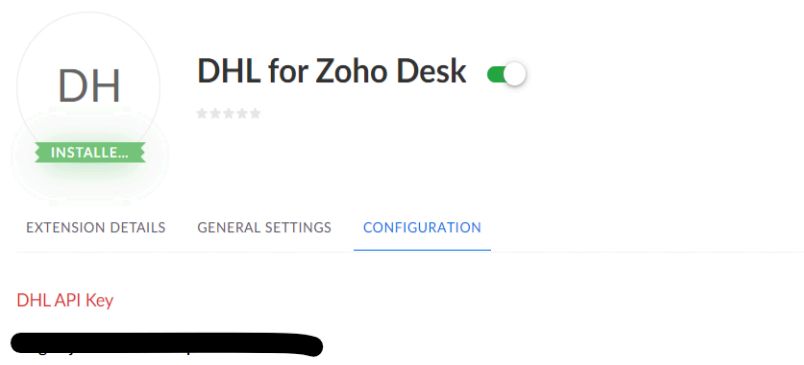 DH
DHL for Zoho Desk
INSTALLE...
EXTENSION DETAILS
GENERAL SETTINGS
CONFIGURATION
DHL API Key